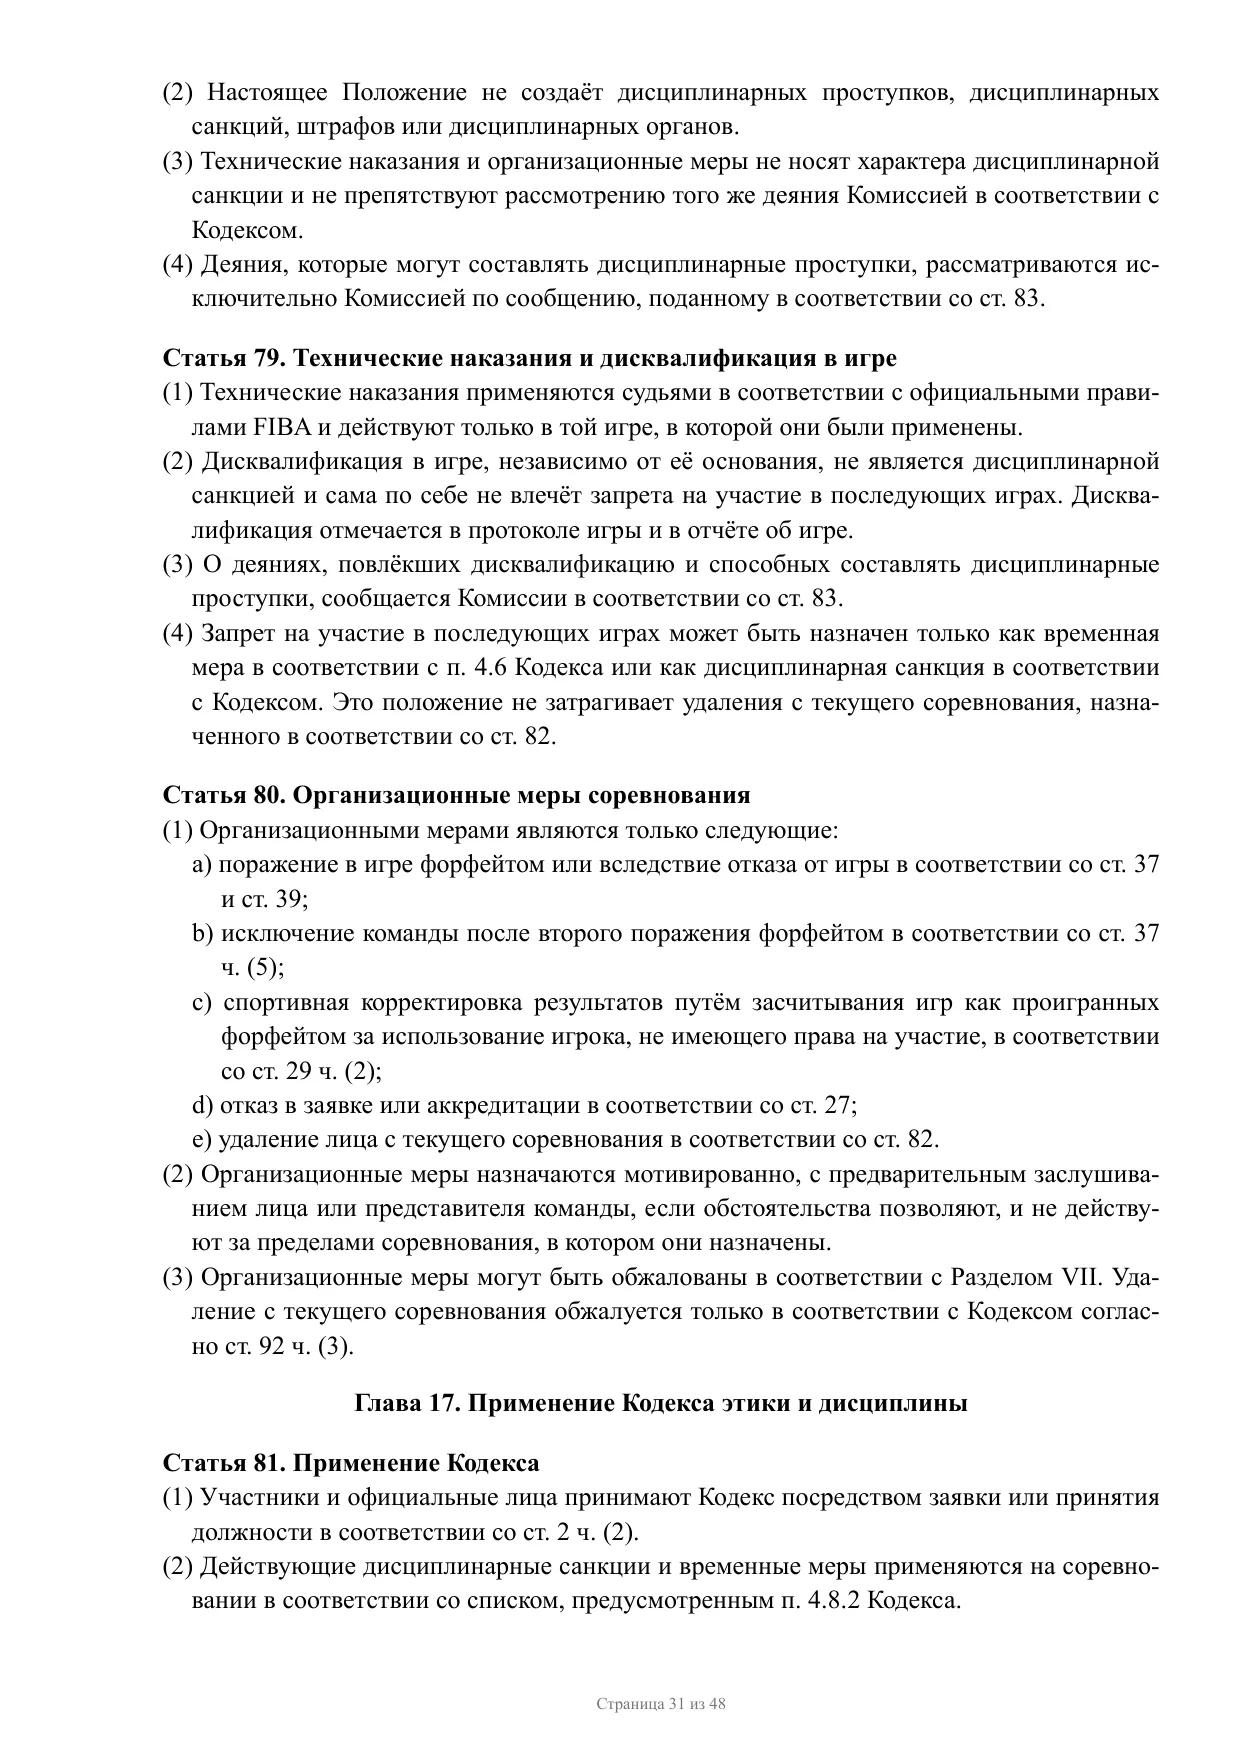 (2) Настоящее Положение не создаёт дисциплинарных проступков, дисциплинарных
санкций, штрафов или дисциплинарных органов.
(3) Технические наказания и организационные меры не носят характера дисциплинарной
санкции и не препятствуют рассмотрению того же деяния Комиссией в соответствии с
Кодексом.
(4) Деяния, которые могут составлять дисциплинарные проступки, рассматриваются ис-
ключительно Комиссией по сообщению, поданному в соответствии со ст. 83.
Статья 79. Технические наказания и дисквалификация в игре
(1) Технические наказания применяются судьями в соответствии с официальными прави-
лами FIBA и действуют только в той игре, в которой они были применены.
(2) Дисквалификация в игре, независимо от её основания, не является дисциплинарной
санкцией и сама по себе не влечёт запрета на участие в последующих играх. Дисква-
лификация отмечается в протоколе игры и в отчёте об игре.
(3) О деяниях, повлёкших дисквалификацию и способных составлять дисциплинарные
проступки, сообщается Комиссии в соответствии со ст. 83.
(4) Запрет на участие в последующих играх может быть назначен только как временная
мера в соответствии с п. 4.6 Кодекса или как дисциплинарная санкция в соответствии
с Кодексом. Это положение не затрагивает удаления с текущего соревнования, назна-
ченного в соответствии со ст. 82.
Статья 80. Организационные меры соревнования
(1) Организационными мерами являются только следующие:
a) поражение в игре форфейтом или вследствие отказа от игры в соответствии со ст. 37
и ст. 39;
b) исключение команды после второго поражения форфейтом в соответствии со ст. 37
ч. (5);
c) спортивная корректировка результатов путём засчитывания игр как проигранных
форфейтом за использование игрока, не имеющего права на участие, в соответствии
со ст. 29 ч. (2);
d) отказ в заявке или аккредитации в соответствии со ст. 27;
e) удаление лица с текущего соревнования в соответствии со ст. 82.
(2) Организационные меры назначаются мотивированно, с предварительным заслушива-
нием лица или представителя команды, если обстоятельства позволяют, и не действу-
ют за пределами соревнования, в котором они назначены.
(3) Организационные меры могут быть обжалованы в соответствии с Разделом VII. Уда-
ление с текущего соревнования обжалуется только в соответствии с Кодексом соглас-
но ст. 92 ч. (3).
Глава 17. Применение Кодекса этики и дисциплины
Статья 81. Применение Кодекса
(1) Участники и официальные лица принимают Кодекс посредством заявки или принятия
должности в соответствии со ст. 2 ч. (2).
(2) Действующие дисциплинарные санкции и временные меры применяются на соревно-
вании в соответствии со списком, предусмотренным п. 4.8.2 Кодекса.
Страница 31 из 48